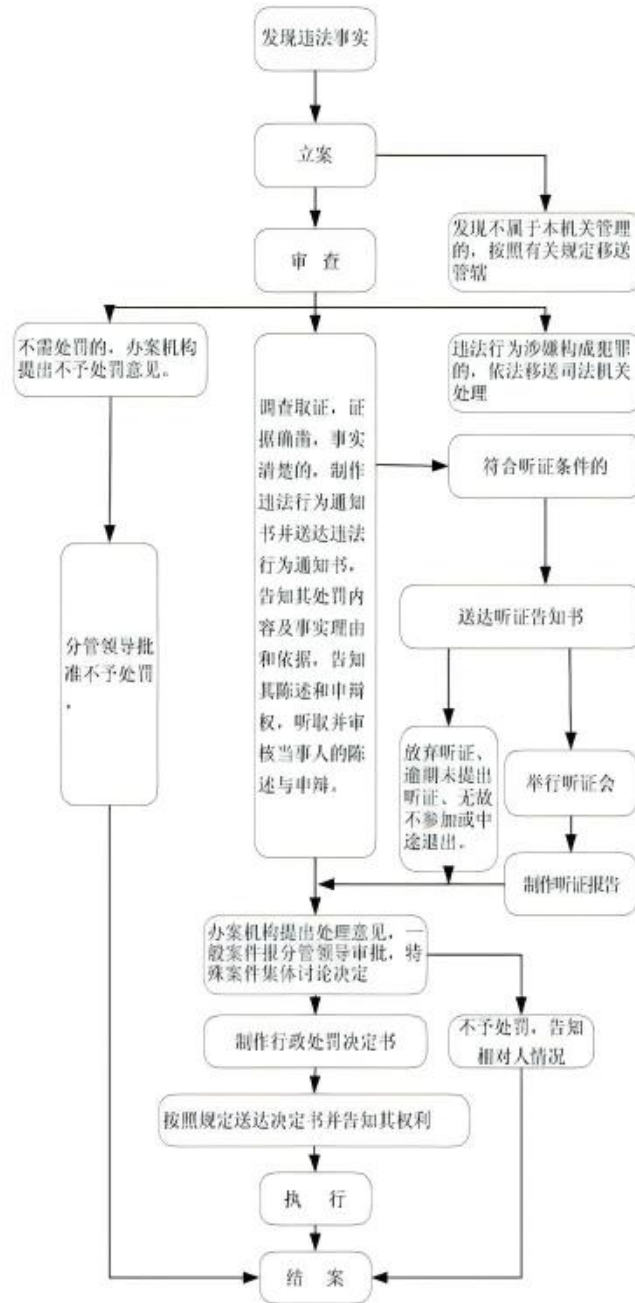 发现违法事实
立案
发现不属于本机关管理
的，按照有关规定移送
管辖
审 查
不需处罚的，办案机构
提出不予处罚意见。
违法行为涉嫌构成犯罪
的，依法移送司法机关
处理
调查取证，证
据确凿，事实
清楚的，制作
违法行为通知
书并送达违法
行为通知书，
告知其处罚内
容及事实理由
和依据，告知
其陈述和申辩
权，听取并审
核当事人的陈
述与申辩。
符合听证条件的
分管领导批
准不予处罚
。
送达听证告知书
放弃听证、
逾期未提出
听证、无故
不参加或中
途退出。
举行听证会
制作听证报告
办案机构提出处理意见，一
般案件报分管领导审批，特
殊案件集体讨论决定
制作行政处罚决定书
不予处罚，告知
相对人情况
按照规定送达决定书并告知其权利
执 行
结 案